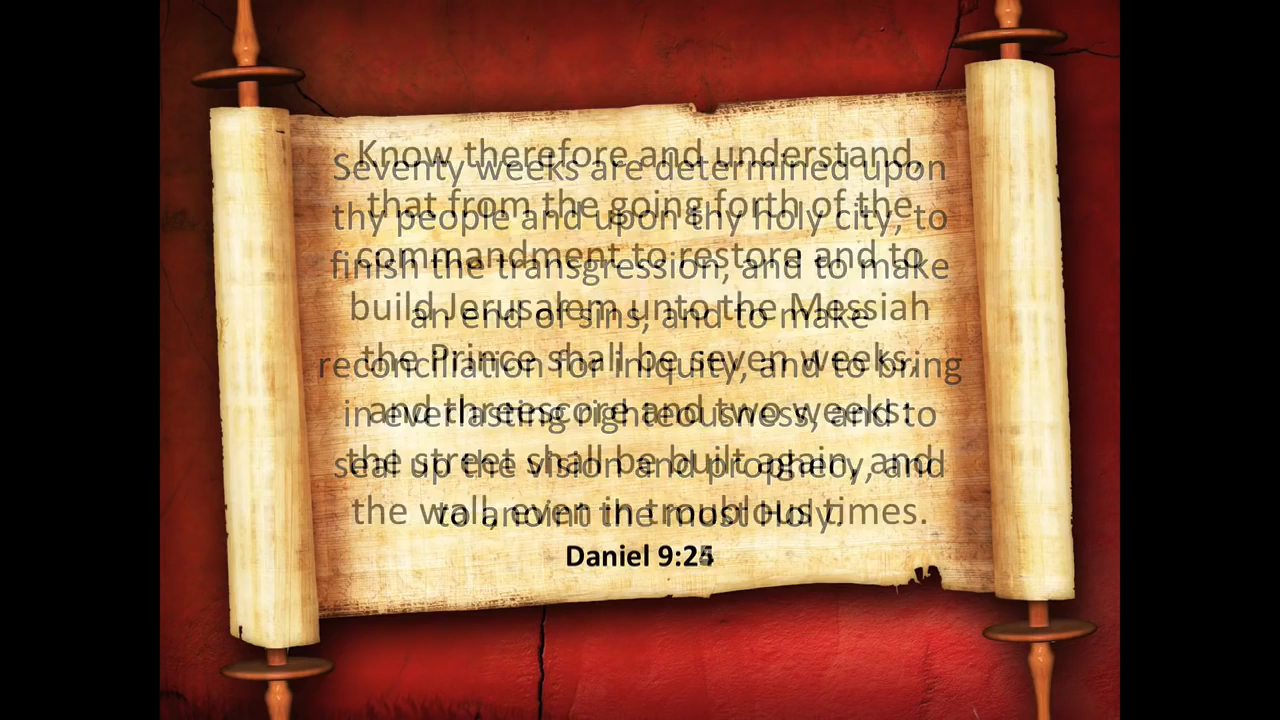 Seventy weeks are determined upon
thy people and upon thy holy city, to
finish the transgression, and to make
an end of sins, and to make
reconciliation for iniquity, and to bring
in everlasting righteousness, and to
seal up the vision and prophecy, and
to anoint the most Holy.
Daniel 9:24
Know therefore and understand,
that from the going forth of the
commandment to restore and to
build Jerusalem unto the Messiah
the Prince shall be seven weeks,
and threescore and two weeks:
the street shall be built again, and
the wall, even in troublous times.
Daniel 9:25